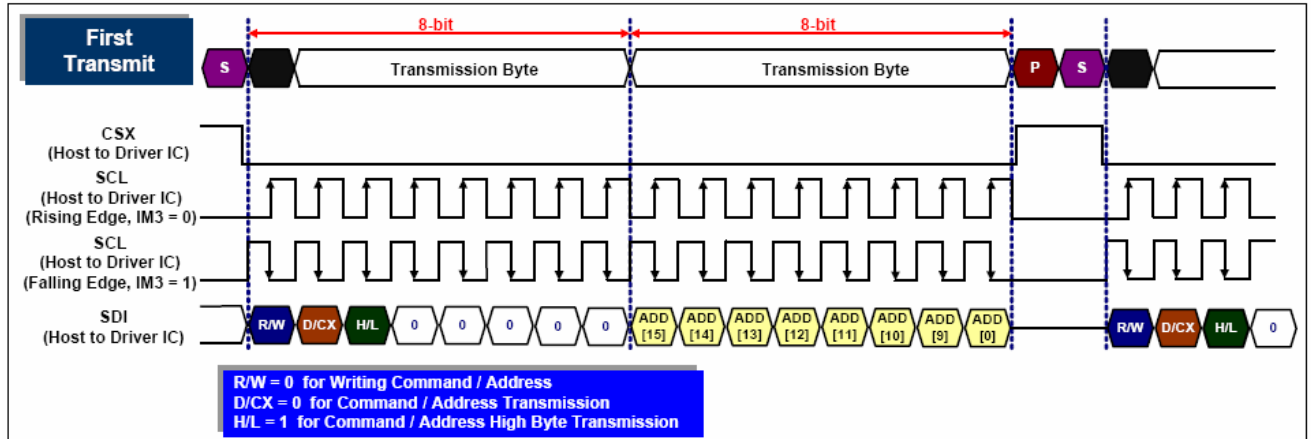 First
Transmit
8-bit
8-bit
S
Transmission Byte
Transmission Byte
P
S
CSX
(Host to Driver IC)
SCL
(Host to Driver IC)
(Rising Edge, IM3 = 0)
SCL
(Host to Driver IC)
(Falling Edge, IM3 = 1)
SDI
(Host to Driver IC)
R/W D/CX H/L 0 0 0 0 0 ADD [15] ADD [14] ADD [13] ADD [12] ADD [11] ADD [10] ADD [9] ADD [0] R/W D/CX H/L 0
R/W = 0 for Writing Command / Address
D/CX = 0 for Command / Address Transmission
H/L = 1 for Command / Address High Byte Transmission